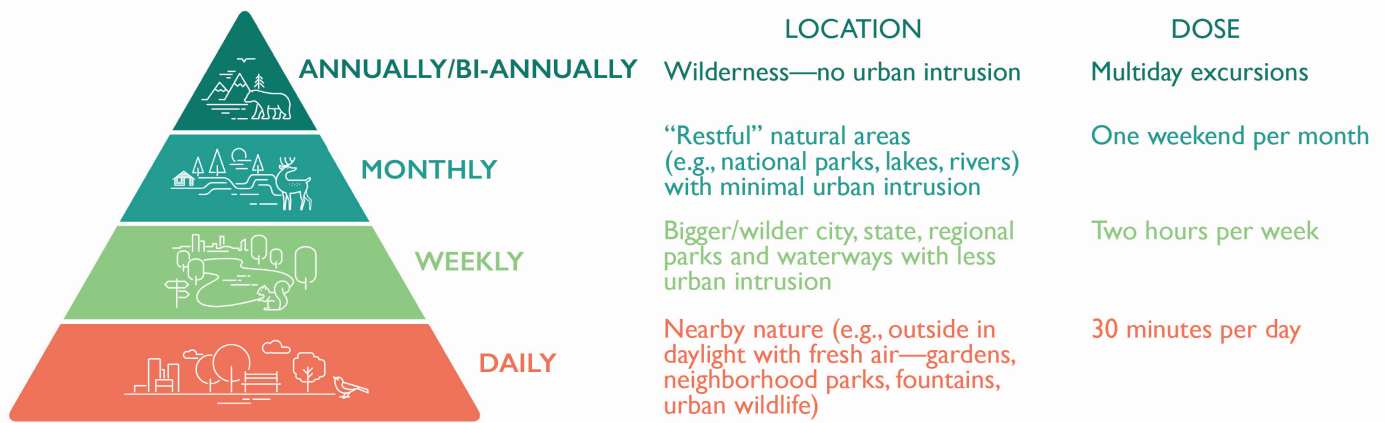 LOCATION
DOSE
ANNUALLY/BI-ANNUALLY
Wilderness—no urban intrusion
Multiday excursions
MONTHLY
“Restful” natural areas
(e.g., national parks, lakes, rivers)
with minimal urban intrusion
One weekend per month
WEEKLY
Bigger/wilder city, state, regional
parks and waterways with less
urban intrusion
Two hours per week
DAILY
Nearby nature (e.g., outside in
daylight with fresh air—gardens,
neighborhood parks, fountains,
urban wildlife)
30 minutes per day